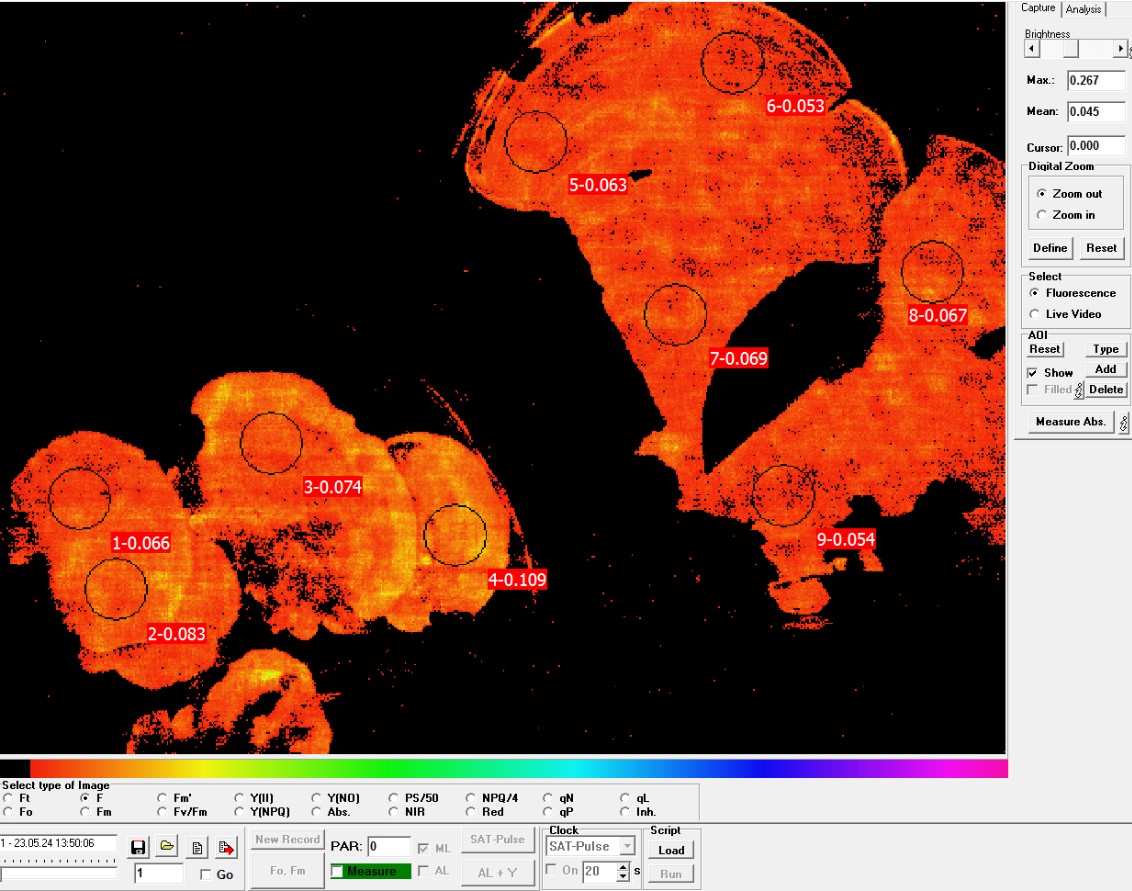 Capture Analysis
Brightness
Max.: 0.267
6-0.053
Mean: 0.045
Cursor: 0.000
Digital Zoom
5-0.063
Zoom out
Zoom in
Define Reset
Select
Fluorescence
8-0.067
Live Video
AOI
Reset Type
7-0.069
Show Add
Filled Delete
Measure Abs.
3-0.074
1-0.066
9-0.054
4-0.109
2-0.083
Select type of Image
Ft F Fm' Y(II) Y(NO) PS/50 NPQ/4 qN qL
Fo Fm Fv/Fm Y(NPQ) Abs. NIR Red qP Inh.
1 - 23.05.24 13:50:06
New Record
PAR: 0
ML
SAT-Pulse
Clock
SAT-Pulse
Script
Load
1
Go
Fo, Fm
Measure
AL
AL + Y
On 20 s
Run